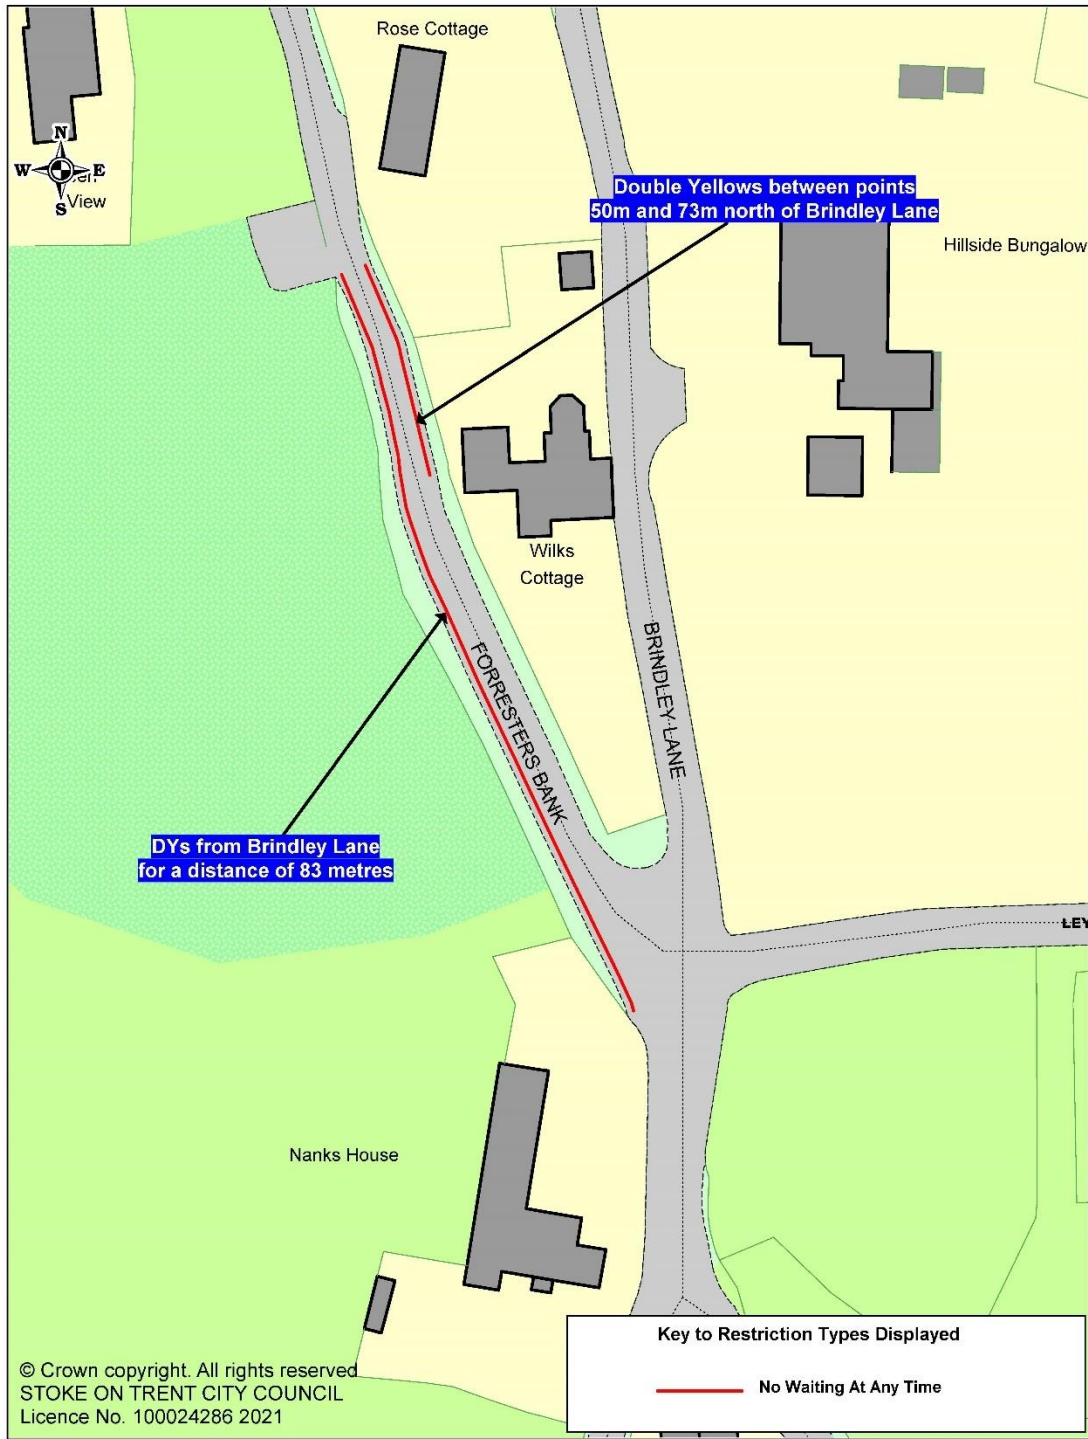 Rose Cottage
N
W E
S
View
Double Yellows between points
50m and 73m north of Brindley Lane
Hillside Bungalow
Wilks
Cottage
BRINDLEY LANE
FORRESTERS BANK
DYs from Brindley Lane
for a distance of 83 metres
LEY
Nanks House
Key to Restriction Types Displayed
No Waiting At Any Time
© Crown copyright. All rights reserved
STOKE ON TRENT CITY COUNCIL
Licence No. 100024286 2021